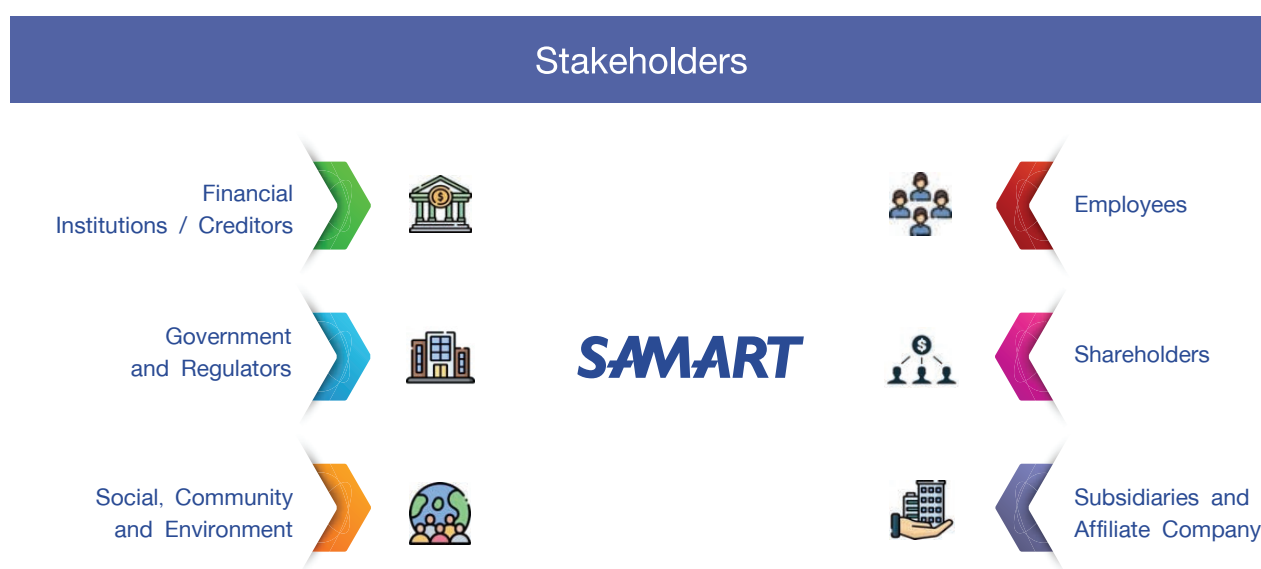 Stakeholders
Financial
Institutions / Creditors
Employees
Government
and Regulators
SAMART
Shareholders
Social, Community
and Environment
Subsidiaries and
Affiliate Company